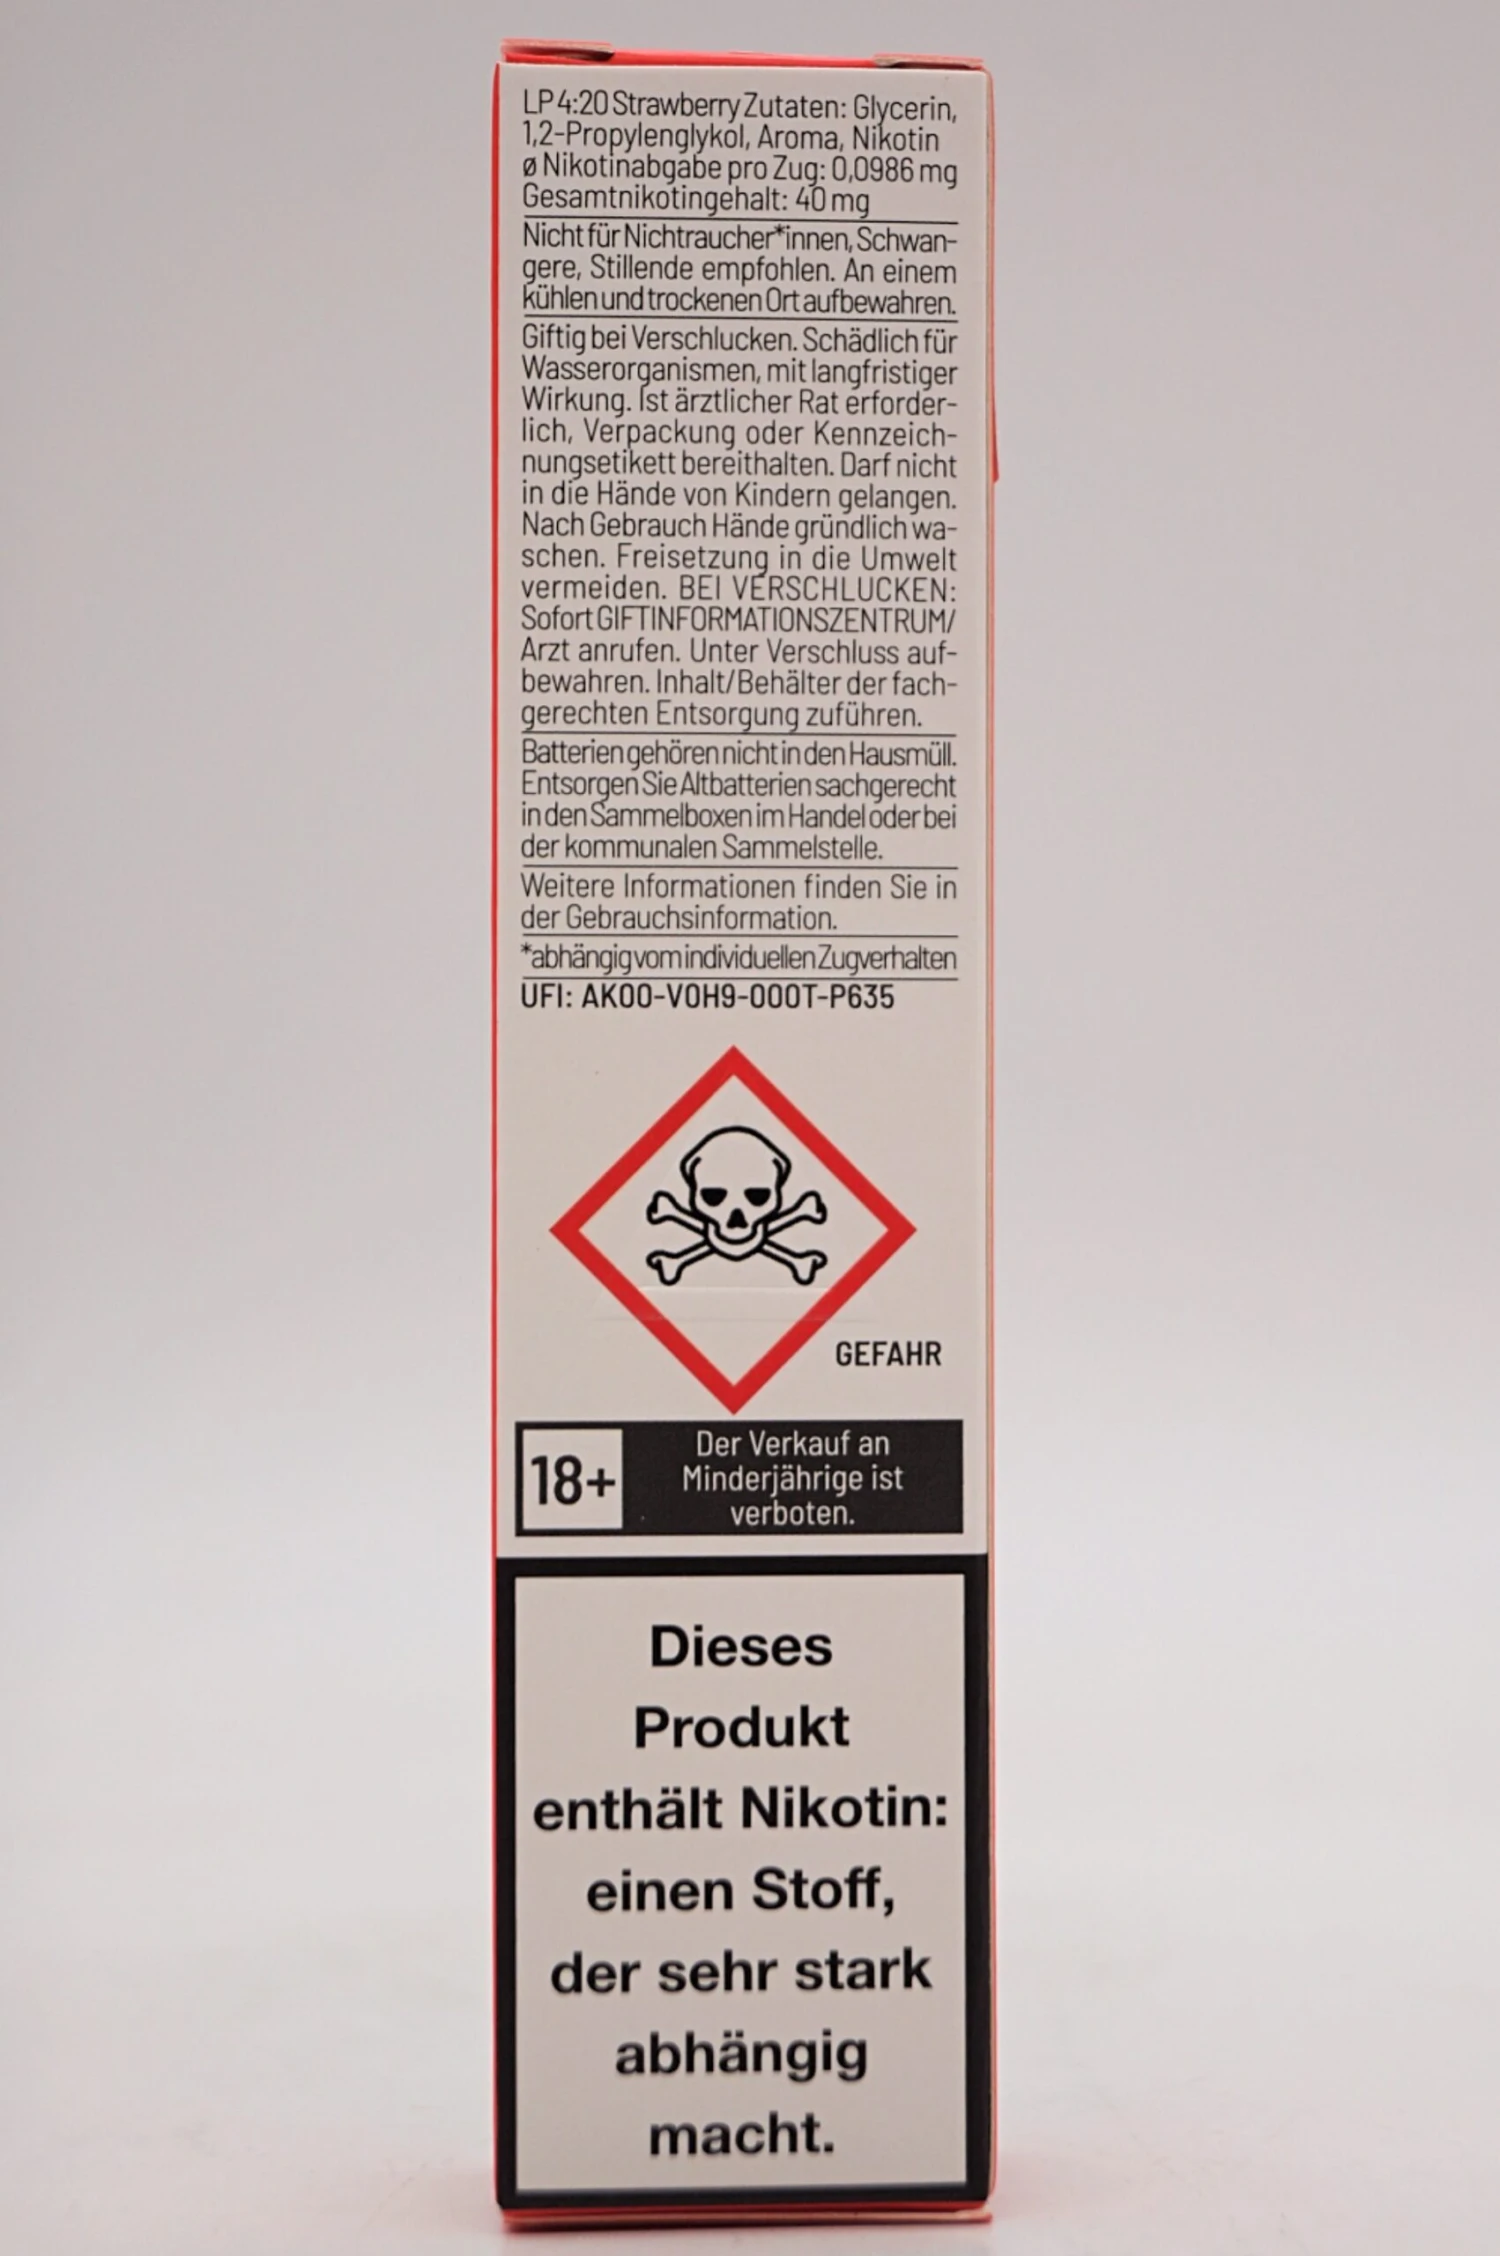 LP 4:20 Strawberry Zutaten: Glycerin,
1,2-Propylenglykol, Aroma, Nikotin
ø Nikotinabgabe pro Zug: 0,0986 mg
Gesamtnikotingehalt: 40 mg
Nicht für Nichtraucher*innen, Schwan-
gere, Stillende empfohlen. An einem
kühlen und trockenen Ort aufbewahren.
Giftig bei Verschlucken. Schädlich für
Wasserorganismen, mit langfristiger
Wirkung. Ist ärztlicher Rat erforder-
lich, Verpackung oder Kennzeich-
nungsetikett bereithalten. Darf nicht
in die Hände von Kindern gelangen.
Nach Gebrauch Hände gründlich wa-
schen. Freisetzung in die Umwelt
vermeiden. BEI VERSCHLUCKEN:
Sofort GIFTINFORMATIONSZENTRUM/
Arzt anrufen. Unter Verschluss auf-
bewahren. Inhalt/Behälter der fach-
gerechten Entsorgung zuführen.
Batterien gehören nicht in den Hausmüll.
Entsorgen Sie Altbatterien sachgerecht
in den Sammelboxen im Handel oder bei
der kommunalen Sammelstelle.
Weitere Informationen finden Sie in
der Gebrauchsinformation.
*abhängig vom individuellen Zugverhalten
UFI: AK00-V0H9-000T-P635
GEFAHR
18+
Der Verkauf an
Minderjährige ist
verboten.
Dieses
Produkt
enthält Nikotin:
einen Stoff,
der sehr stark
abhängig
macht.